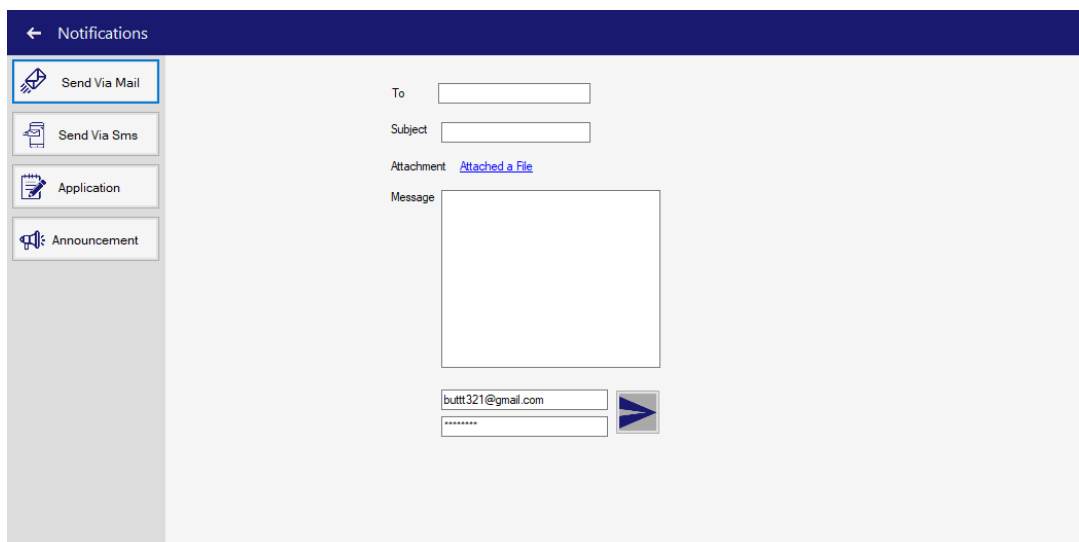 Notifications
Send Via Mail
Send Via Sms
Application
Announcement
To
Subject
Attachment Attached a File
Message
buttt321@gmail.com
********